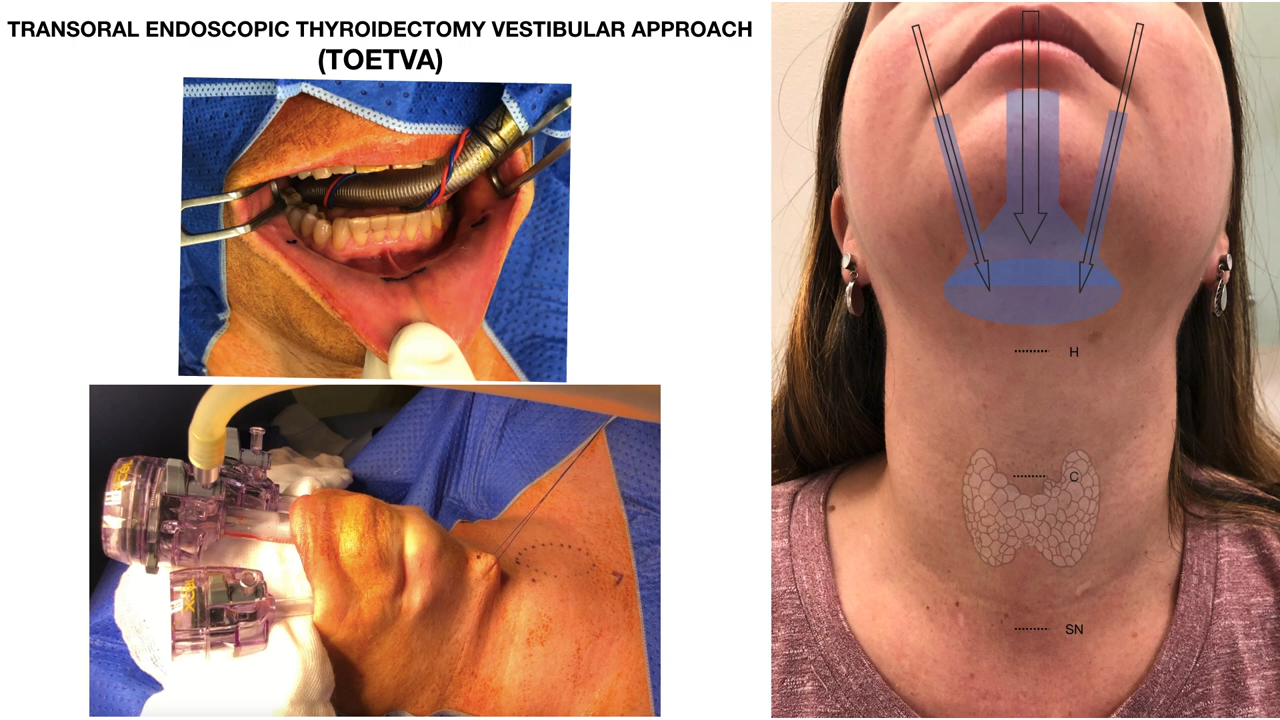 TRANSORAL ENDOSCOPIC THYROIDECTOMY VESTIBULAR APPROACH
(TOETVA)
H
C
SN